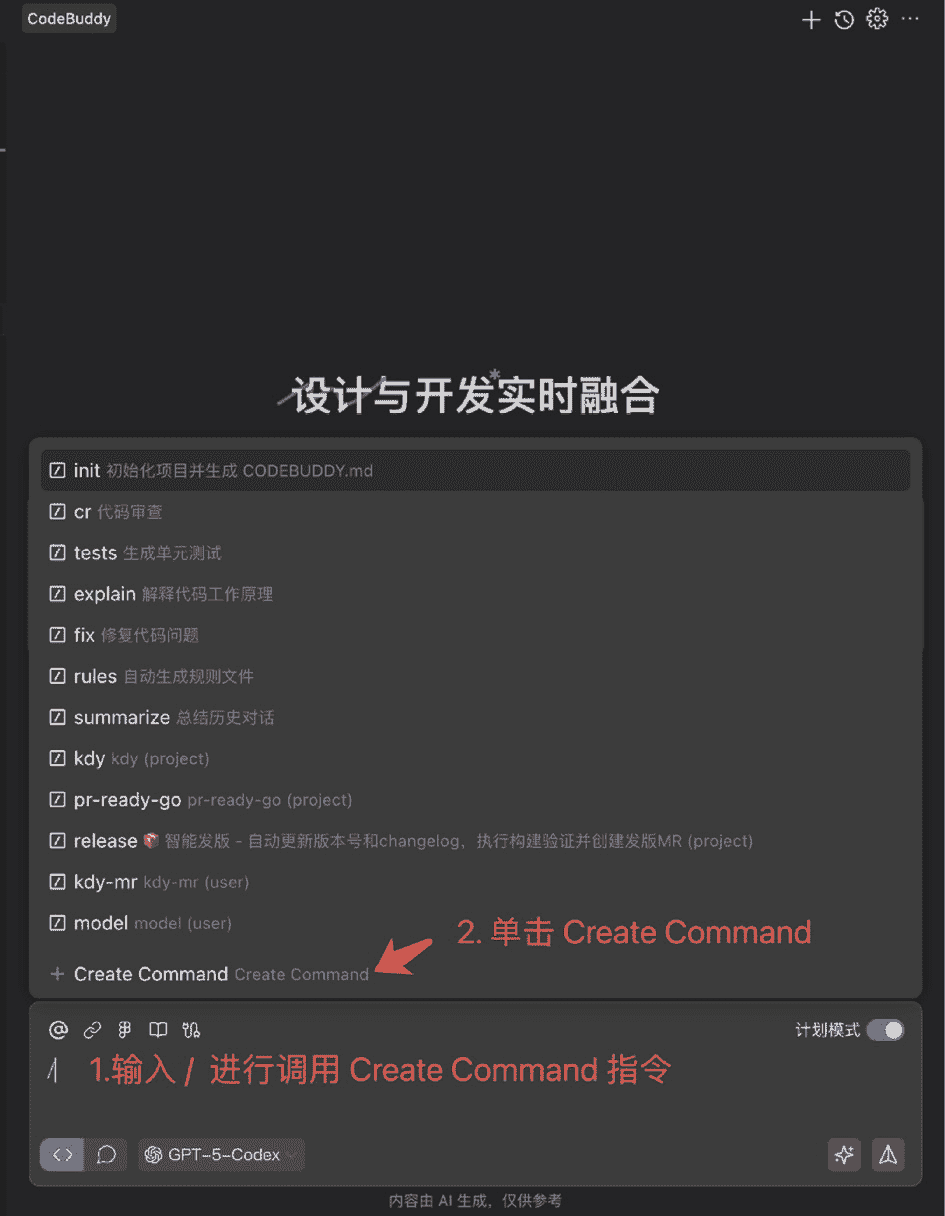 CodeBuddy
设计与开发实时融合
init 初始化项目并生成 CODEBUDDY.md
cr 代码审查
tests 生成单元测试
explain 解释代码工作原理
fix 修复代码问题
rules 自动生成规则文件
summarize 总结历史对话
kdy kdy (project)
pr-ready-go pr-ready-go (project)
release 智能发版 - 自动更新版本号和changelog，执行构建验证并创建发版MR (project)
kdy-mr kdy-mr (user)
model model (user)
2. 单击 Create Command
+ Create Command Create Command
计划模式
/ 1.输入 / 进行调用 Create Command 指令
GPT-5-Codex
内容由 AI 生成，仅供参考